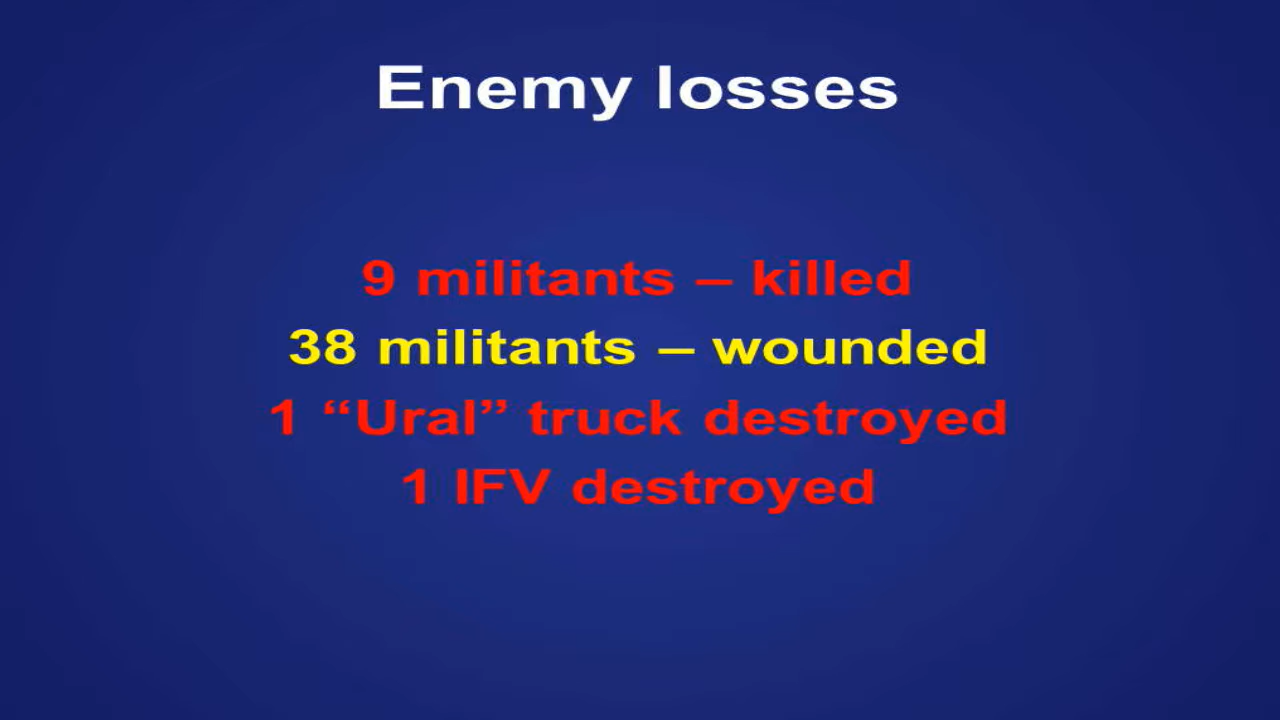 Enemy losses
9 militants – killed
38 militants – wounded
1 “Ural” truck destroyed
1 IFV destroyed